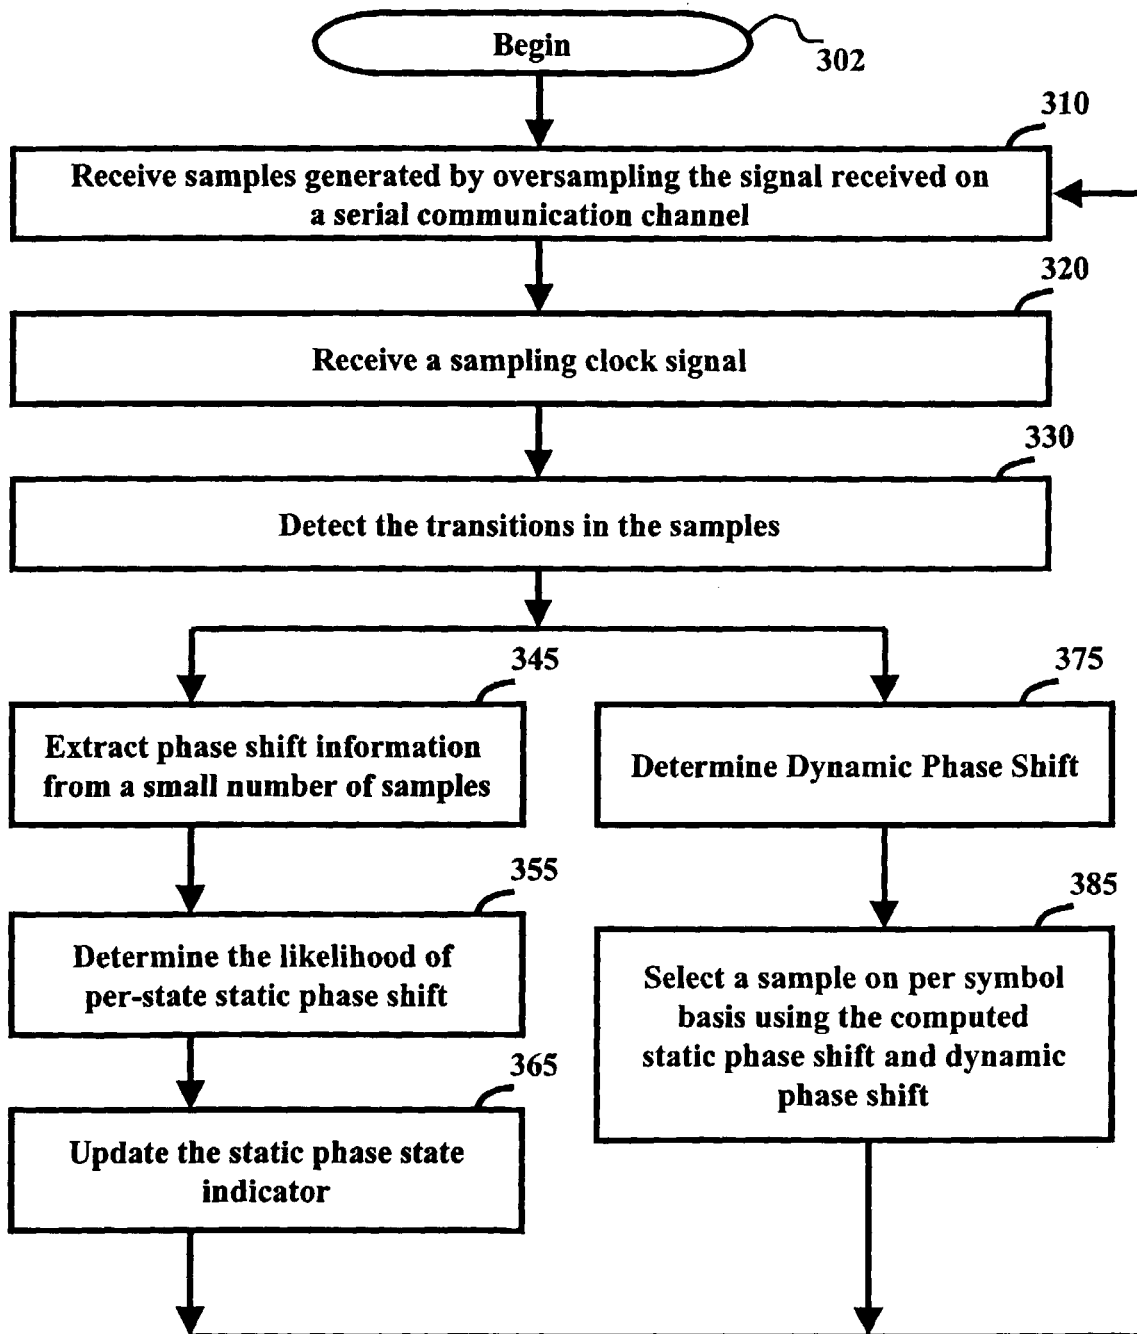 Begin
302
310
Receive samples generated by oversampling the signal received on
a serial communication channel
320
Receive a sampling clock signal
330
Detect the transitions in the samples
345
Extract phase shift information
from a small number of samples
375
Determine Dynamic Phase Shift
355
Determine the likelihood of
per-state static phase shift
385
Select a sample on per symbol
basis using the computed
static phase shift and dynamic
phase shift
365
Update the static phase state
indicator